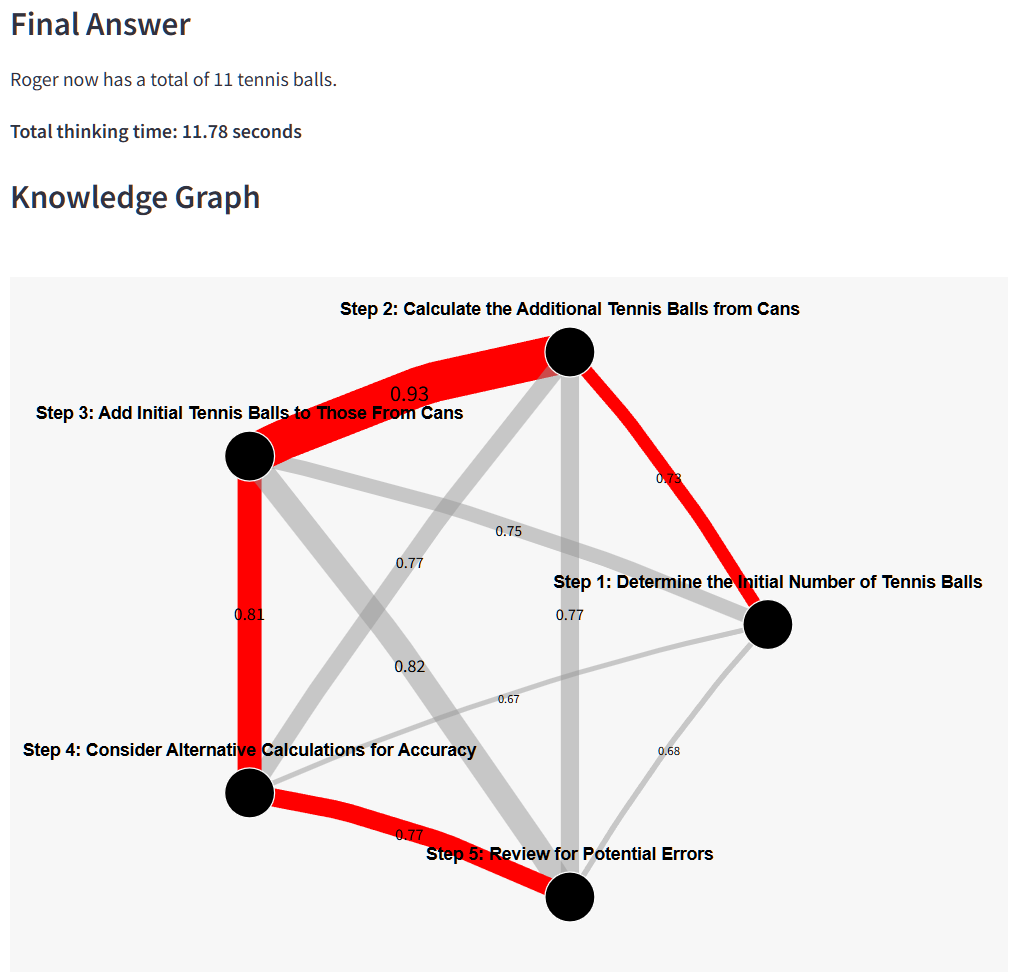 Final Answer
Roger now has a total of 11 tennis balls.
Total thinking time: 11.78 seconds
Knowledge Graph
Step 2: Calculate the Additional Tennis Balls from Cans
0.93
Step 3: Add Initial Tennis Balls to Those From Cans
0.73
0.75
0.77
Step 1: Determine the Initial Number of Tennis Balls
0.81
0.77
0.82
0.67
Step 4: Consider Alternative Calculations for Accuracy
0.68
0.77
Step 5: Review for Potential Errors